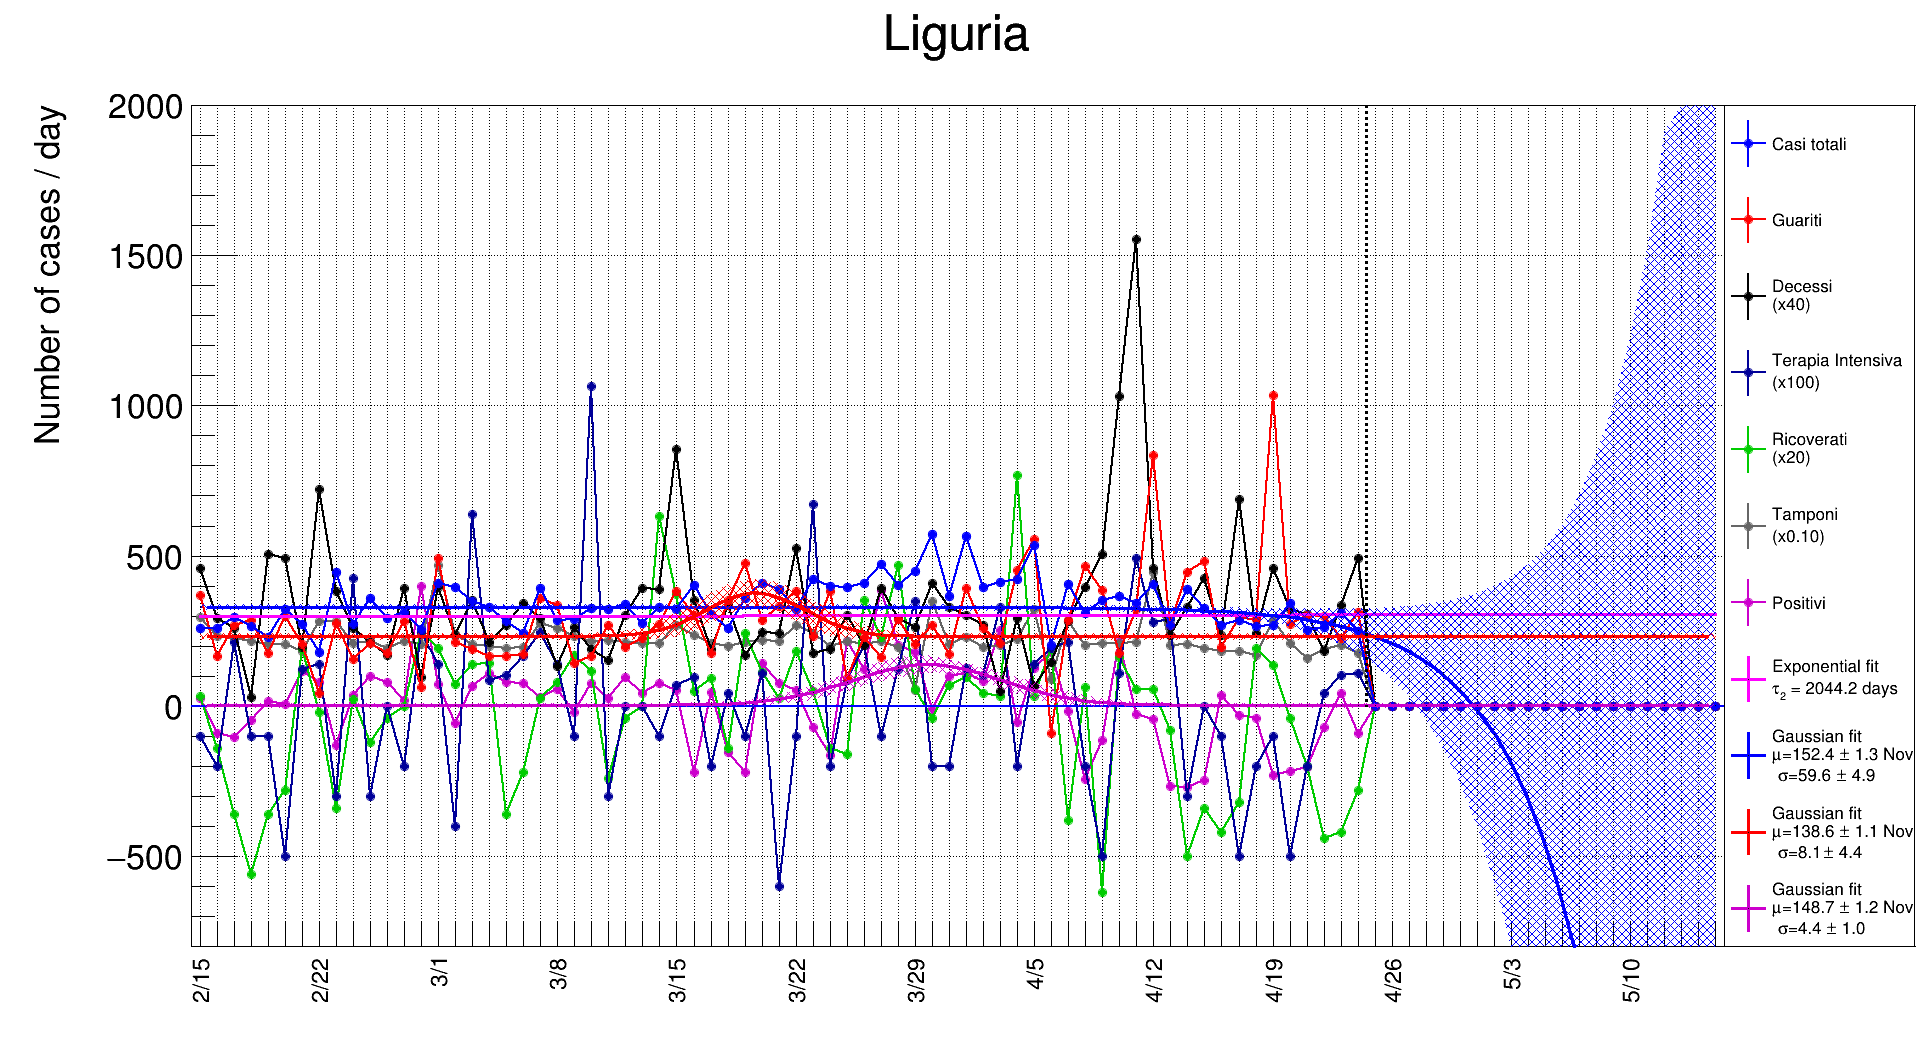 Liguria
Number of cases / day
2000
1500
1000
500
0
−500
2/15
2/22
3/1
3/8
3/15
3/22
3/29
4/5
4/12
4/19
4/26
5/3
5/10
Casi totali
Guariti
Decessi
(x40)
Terapia Intensiva
(x100)
Ricoverati
(x20)
Tamponi
(x0.10)
Positivi
Exponential fit
τ2 = 2044.2 days
Gaussian fit
μ=152.4 ± 1.3 Nov
σ=59.6 ± 4.9
Gaussian fit
μ=138.6 ± 1.1 Nov
σ=8.1 ± 4.4
Gaussian fit
μ=148.7 ± 1.2 Nov
σ=4.4 ± 1.0